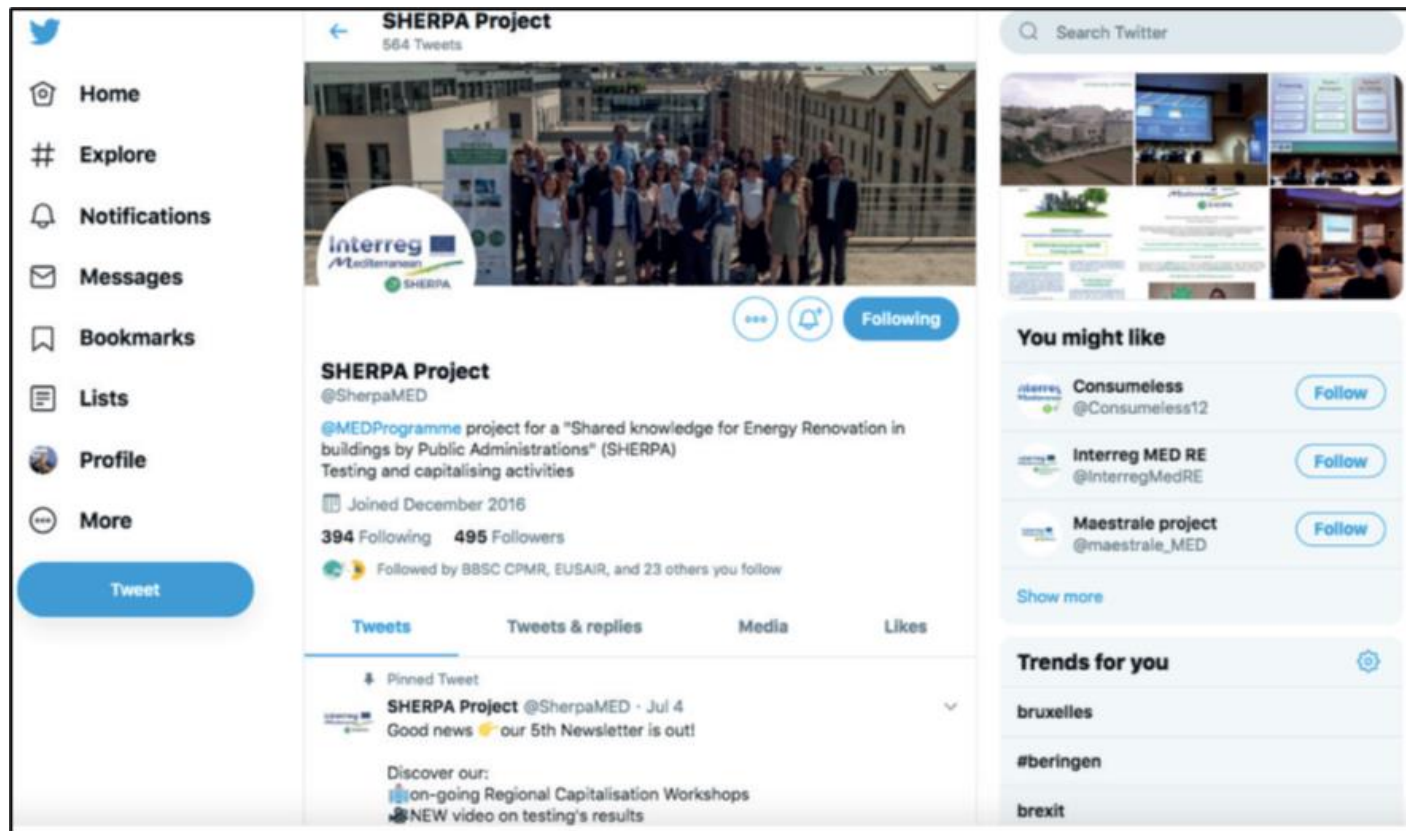 SHERPA Project
564 Tweets
Home
Explore
Notifications
Messages
Bookmarks
Lists
Profile
More
Tweet
Interreg
Mediterranean
SHERPA
Following
SHERPA Project
@SherpaMED
@MEDProgramme project for a "Shared knowledge for Energy Renovation in
buildings by Public Administrations" (SHERPA)
Testing and capitalising activities
Joined December 2016
394 Following 495 Followers
Followed by BBSC CPMR, EUSAIR, and 23 others you follow
Tweets Tweets & replies Media Likes
Pinned Tweet
SHERPA Project @SherpaMED · Jul 4
Good news 👉 our 5th Newsletter is out!
Discover our:
on-going Regional Capitalisation Workshops
🎥NEW video on testing's results
Search Twitter
You might like
Consumeless
@Consumeless12
Follow
Interreg MED RE
@InterregMedRE
Follow
Maestrale project
@maestrale_MED
Follow
Show more
Trends for you
bruxelles
#beringen
brexit